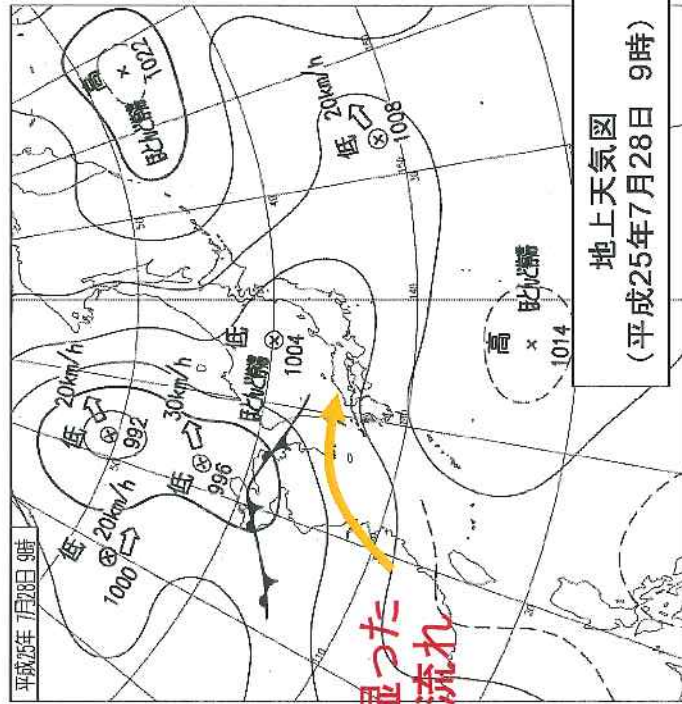 平成25年 7月28日 9時
低
20km/h
1000
低
20km/h
992
低
30km/h
996
高
1022
ほとんど停滞
低
ほとんど停滞
1004
低
20km/h
1008
高
ほとんど停滞
1014
湿った
流れ
地上天気図
(平成25年7月28日 9時)